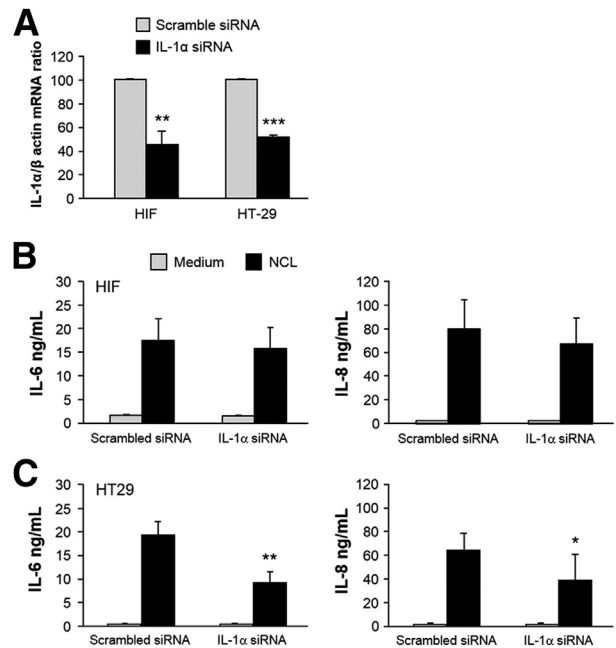 A
Scramble siRNA
IL-1α siRNA
IL-1α/β actin mRNA ratio
120
100
80
60
40
20
0
**
***
HIF
HT-29
B
Medium
NCL
HIF
IL-6 ng/mL
30
25
20
15
10
5
0
Scrambled siRNA
IL-1α siRNA
IL-8 ng/mL
120
100
80
60
40
20
0
Scrambled siRNA
IL-1α siRNA
C
HT29
IL-6 ng/mL
30
25
20
15
10
5
0
**
Scrambled siRNA
IL-1α siRNA
IL-8 ng/mL
120
100
80
60
40
20
0
*
Scrambled siRNA
IL-1α siRNA